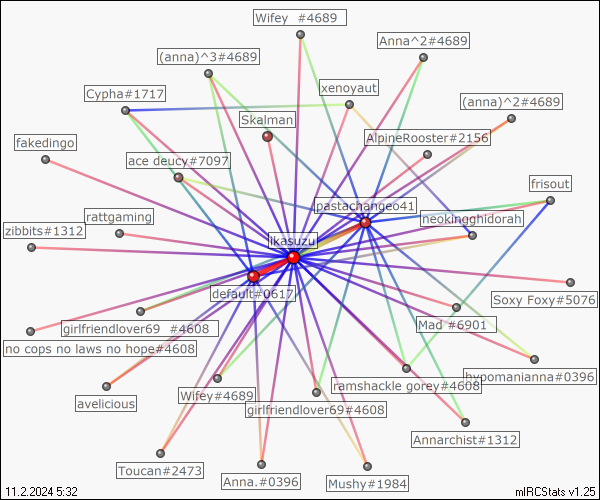 Wifey  #4689
Anna^2#4689
(anna)^3#4689
xenoyaut
Cypha#1717
(anna)^2#4689
Skalman
AlpineRooster#2156
fakedingo
ace deucy#7097
frisout
pastachangeo41
rattgaming
neokingghidorah
zibbits#1312
ikasuzu
default#0617
Soxy Foxy#5076
girlfriendlover69  #4608
Mad #6901
no cops no laws no hope#4608
hypomanianna#0396
ramshackle gorey#4608
Wifey#4689
avelicious
girlfriendlover69#4608
Annarchist#1312
Toucan#2473
Anna.#0396
Mushy#1984
11.2.2024 5:32
mIRCStats v1.25